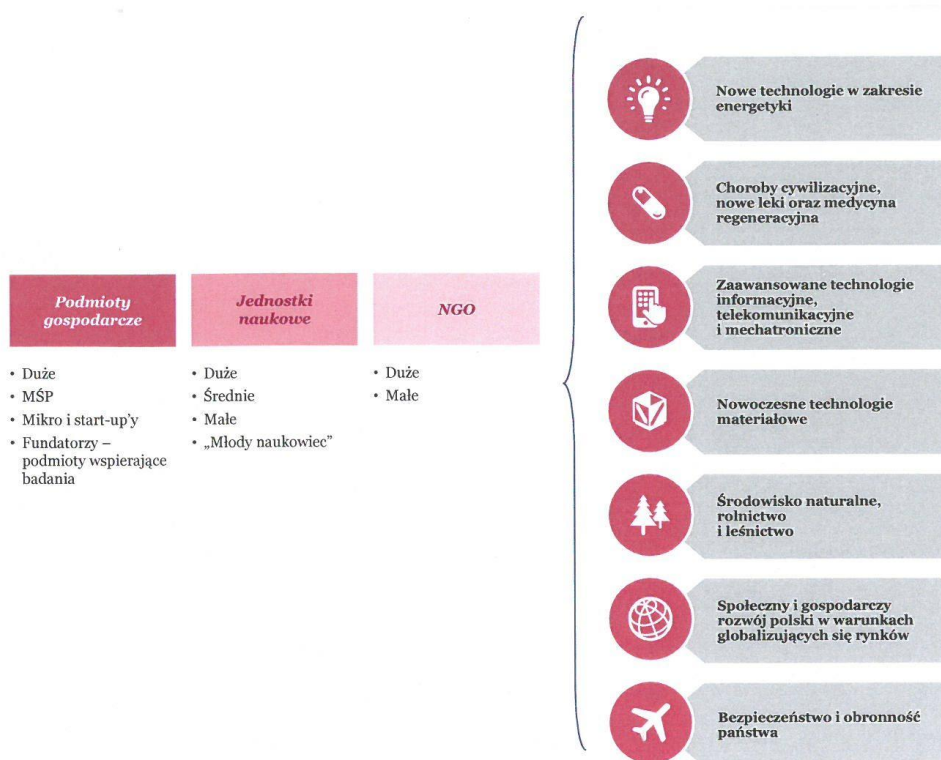 Podmioty
gospodarcze
• Duże
• MŚP
• Mikro i start-up'y
• Fundatorzy –
podmioty wspierające
badania
Jednostki
naukowe
• Duże
• Średnie
• Małe
• „Młody naukowiec”
NGO
• Duże
• Małe
Nowe technologie w zakresie
energetyki
Choroby cywilizacyjne,
nowe leki oraz medycyna
regeneracyjna
Zaawansowane technologie
informacyjne,
telekomunikacyjne
i mechatroniczne
Nowoczesne technologie
materiałowe
Środowisko naturalne,
rolnictwo
i leśnictwo
Społeczny i gospodarczy
rozwój polski w warunkach
globalizujących się rynków
Bezpieczeństwo i obronność
państwa